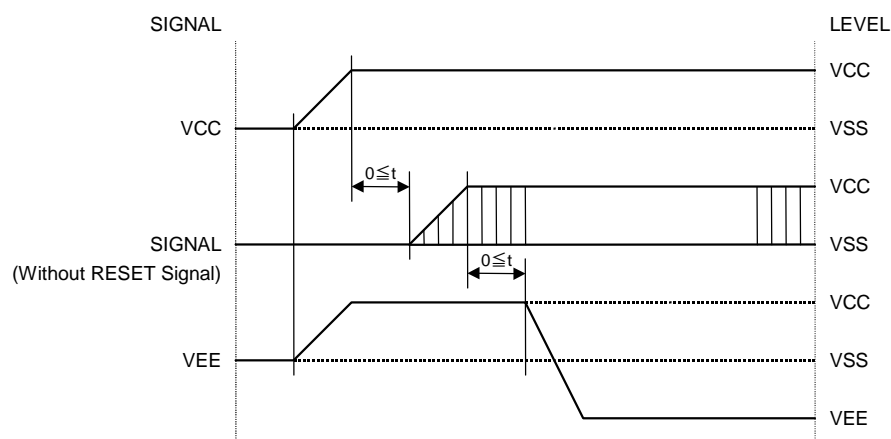 SIGNAL LEVEL
VCC
VCC VSS
0≦t
VCC
SIGNAL VSS
(Without RESET Signal)
0≦t
VCC
VEE VSS
VEE